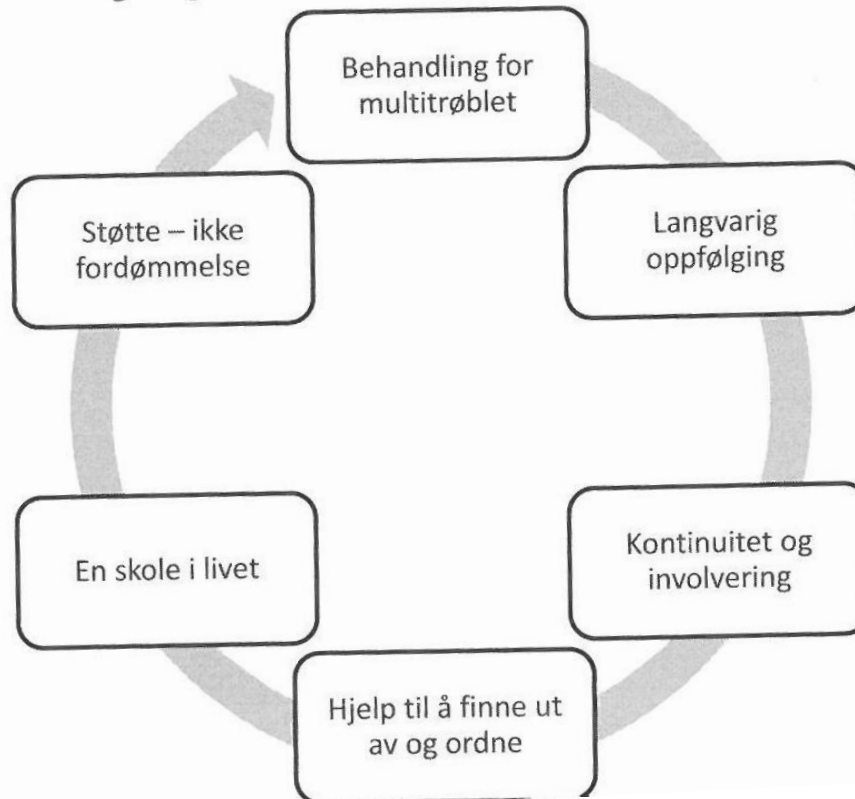 Behandling for
multitrøblet
Langvarig
oppfølging
Kontinuitet og
involvering
Hjelp til å finne ut
av og ordne
En skole i livet
Støtte – ikke
fordømmelse